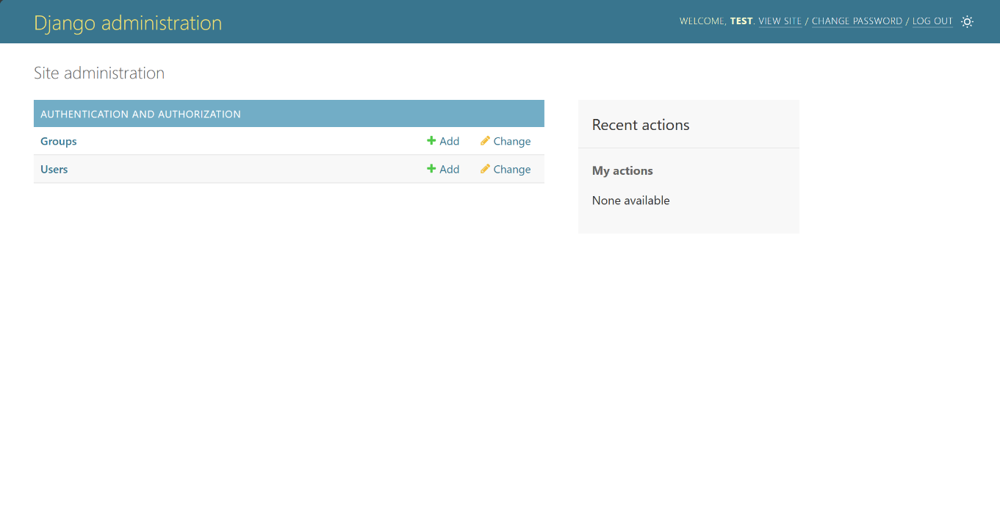 Django administration
WELCOME, TEST. VIEW SITE / CHANGE PASSWORD / LOG OUT
Site administration
AUTHENTICATION AND AUTHORIZATION
Groups Add Change
Users Add Change
Recent actions
My actions
None available